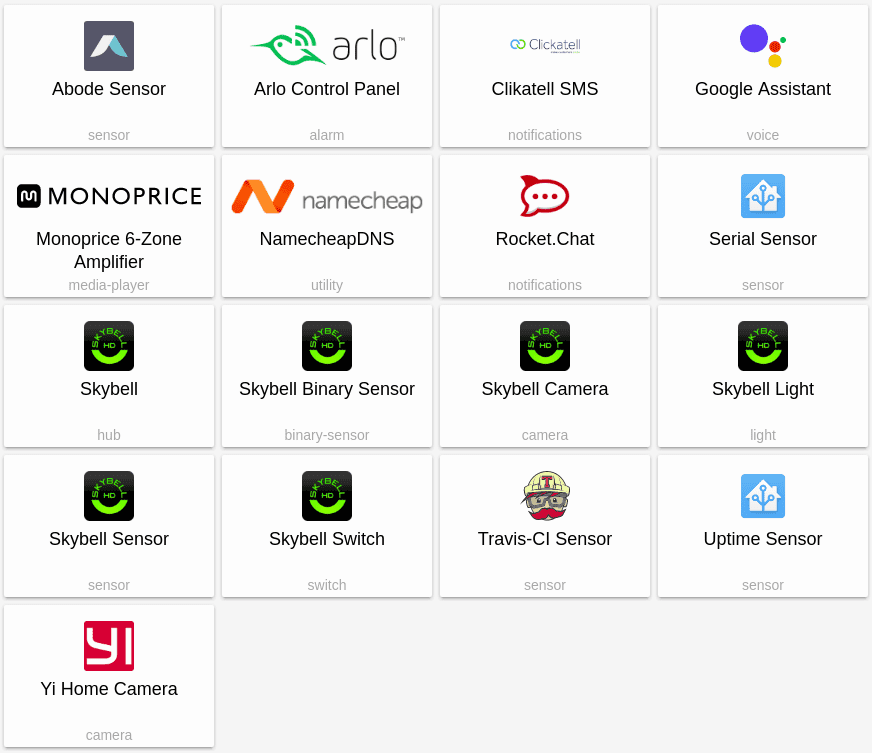 Abode Sensor
sensor
arlo™
Arlo Control Panel
alarm
Clickatell
Clikatell SMS
notifications
Google Assistant
voice
MONOPRICE
Monoprice 6-Zone
Amplifier
media-player
namecheap
NamecheapDNS
utility
Rocket.Chat
notifications
Serial Sensor
sensor
SKYBELL
HD
Skybell
hub
SKYBELL
HD
Skybell Binary Sensor
binary-sensor
SKYBELL
HD
Skybell Camera
camera
SKYBELL
HD
Skybell Light
light
SKYBELL
HD
Skybell Sensor
sensor
SKYBELL
HD
Skybell Switch
switch
T
Travis-CI Sensor
sensor
Uptime Sensor
sensor
YI
Yi Home Camera
camera